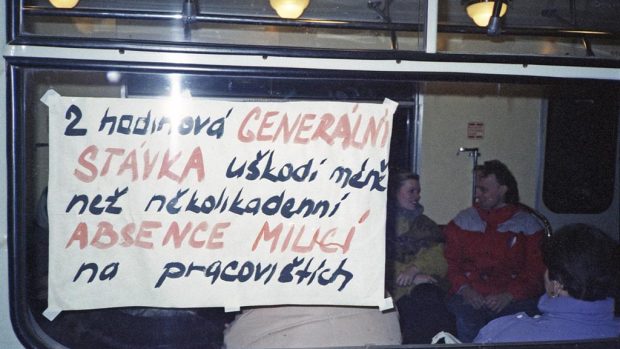 2 hodinová GENERÁLNÍ
STÁVKA uškodí méně
než několikadenní
ABSENCE MILICÍ
na pracovištích